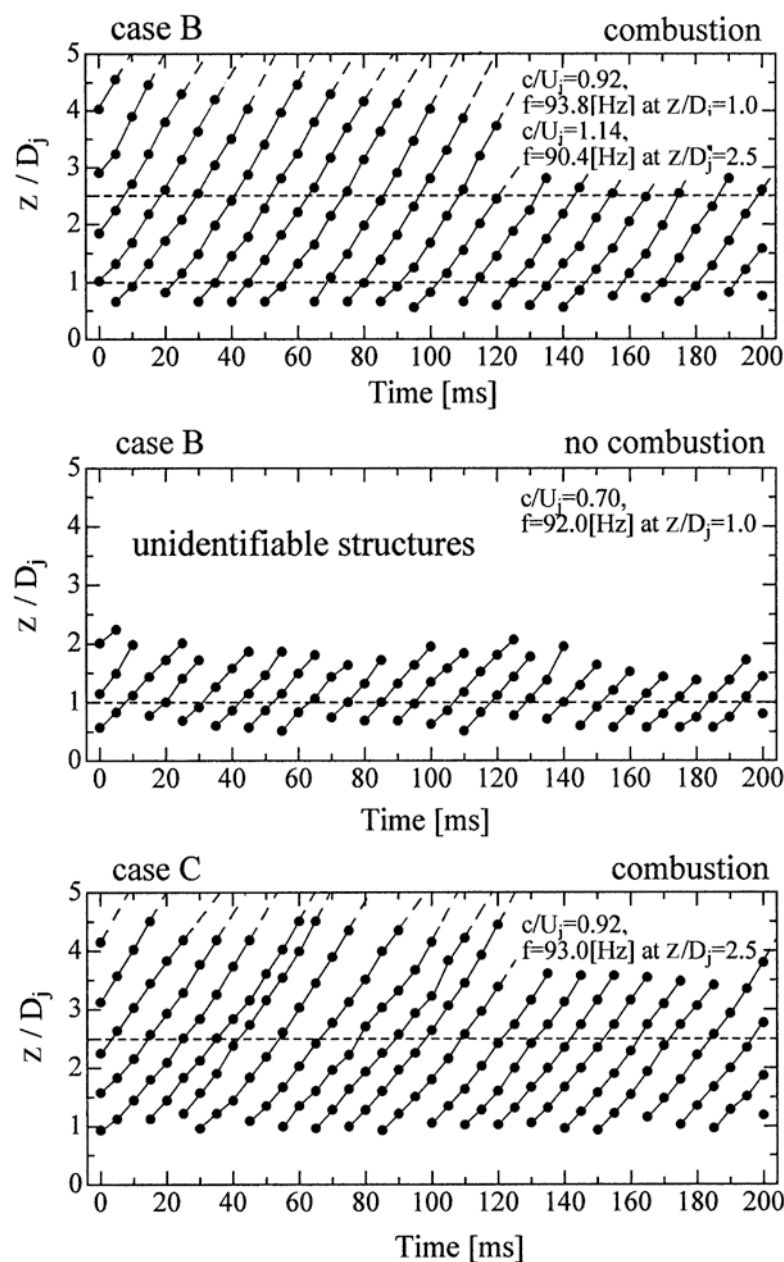 case B combustion
c/U_j=0.92,
f=93.8[Hz] at Z/D_j=1.0
c/U_j=1.14,
f=90.4[Hz] at Z/D_j=2.5
5
4
3
2
1
0
z / D_j
0 20 40 60 80 100 120 140 160 180 200
Time [ms]
case B no combustion
c/U_j=0.70,
f=92.0[Hz] at Z/D_j=1.0
unidentifiable structures
5
4
3
2
1
0
z / D_j
0 20 40 60 80 100 120 140 160 180 200
Time [ms]
case C combustion
c/U_j=0.92,
f=93.0[Hz] at Z/D_j=2.5
5
4
3
2
1
0
z / D_j
0 20 40 60 80 100 120 140 160 180 200
Time [ms]